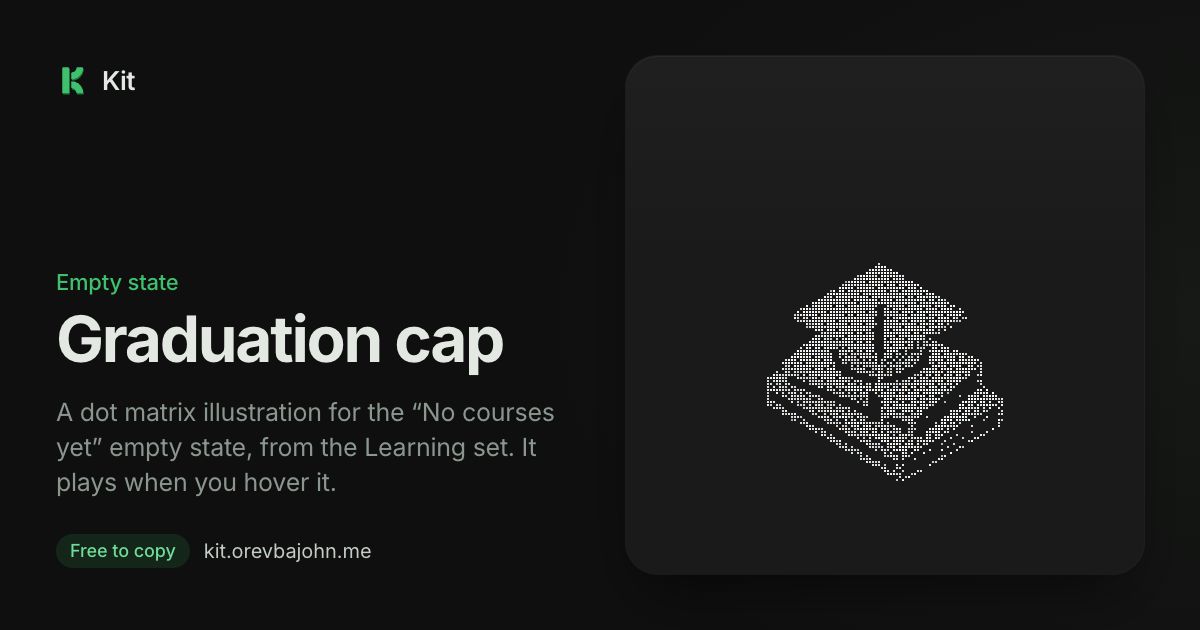 Kit
Empty state
Graduation cap
A dot matrix illustration for the “No courses
yet” empty state, from the Learning set. It
plays when you hover it.
Free to copy
kit.orevbajohn.me